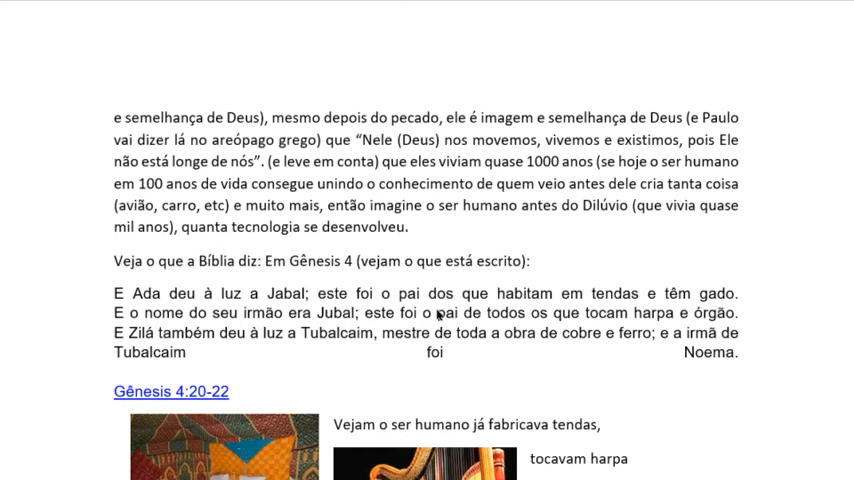 e semelhança de Deus), mesmo depois do pecado, ele é imagem e semelhança de Deus (e Paulo
vai dizer lá no areópago grego) que “Nele (Deus) nos movemos, vivemos e existimos, pois Ele
não está longe de nós”. (e leve em conta) que eles viviam quase 1000 anos (se hoje o ser humano
em 100 anos de vida consegue unindo o conhecimento de quem veio antes dele cria tanta coisa
(avião, carro, etc) e muito mais, então imagine o ser humano antes do Dilúvio (que vivia quase
mil anos), quanta tecnologia se desenvolveu.
Veja o que a Bíblia diz: Em Gênesis 4 (vejam o que está escrito):
E Ada deu à luz a Jabal; este foi o pai dos que habitam em tendas e têm gado.
E o nome do seu irmão era Jubal; este foi o pai de todos os que tocam harpa e órgão.
E Zilá também deu à luz a Tubalcaim, mestre de toda a obra de cobre e ferro; e a irmã de
Tubalcaim foi Noema.
Gênesis 4:20-22
Vejam o ser humano já fabricava tendas,
tocavam harpa